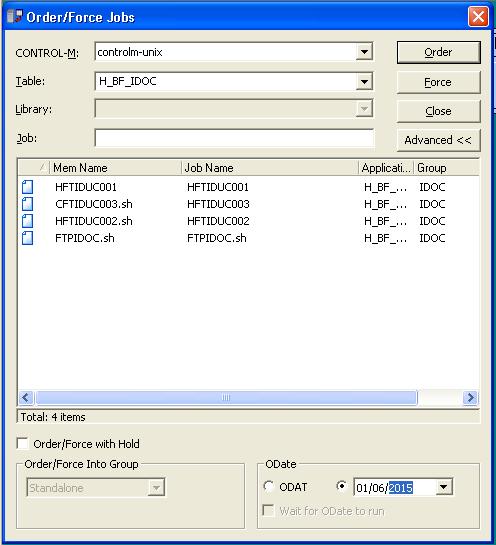 Order/Force Jobs
CONTROL-M: controlm-unix Order
Table: H_BF_IDOC Force
Library: Close
Job: Advanced <<
Mem Name Job Name Applicati... Group
HFTIDUC001 HFTIDUC001 H_BF_... IDOC
CFTIDUC003.sh HFTIDUC003 H_BF_... IDOC
HFTIDUC002.sh HFTIDUC002 H_BF_... IDOC
FTPIDOC.sh FTPIDOC.sh H_BF_... IDOC
Total: 4 items
Order/Force with Hold
Order/Force Into Group ODate
Standalone ODAT 01/06/2015
Wait for ODate to run